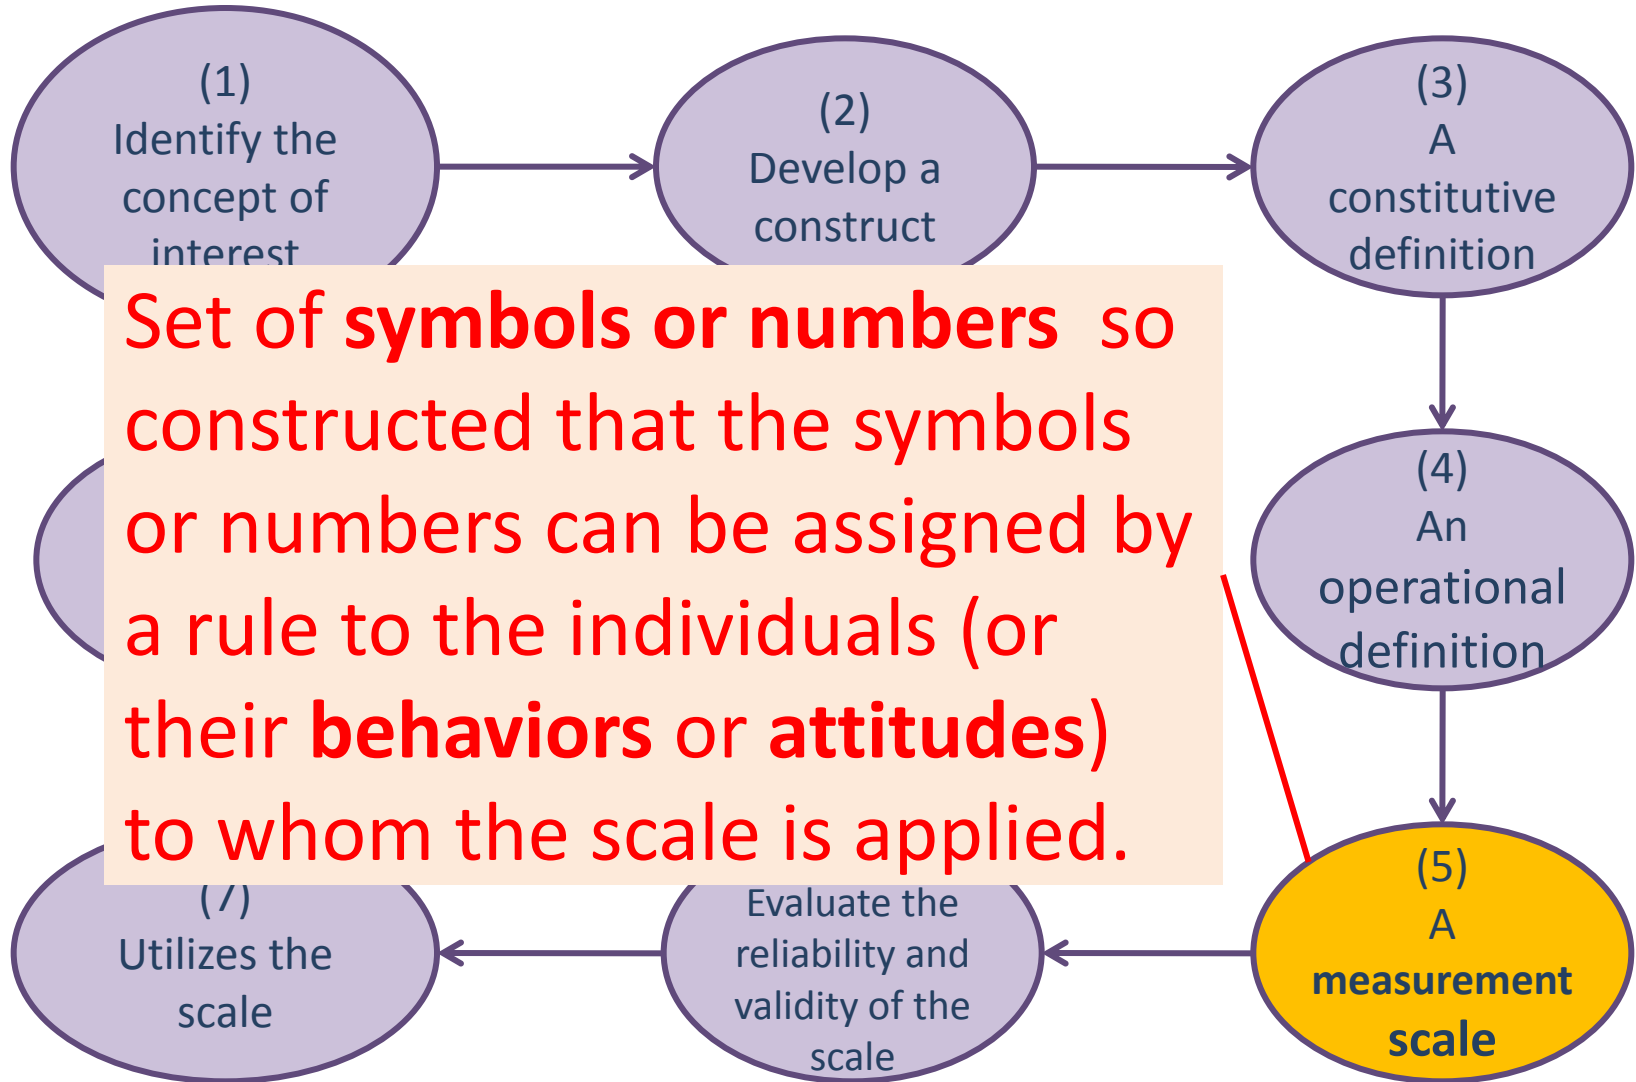 (1)
Identify the
concept of
interest
(2)
Develop a
construct
(3)
A
constitutive
definition
Set of symbols or numbers so
constructed that the symbols
or numbers can be assigned by
a rule to the individuals (or
their behaviors or attitudes)
to whom the scale is applied.
(4)
An
operational
definition
(5)
A
measurement
scale
Evaluate the
reliability and
validity of the
scale
(7)
Utilizes the
scale